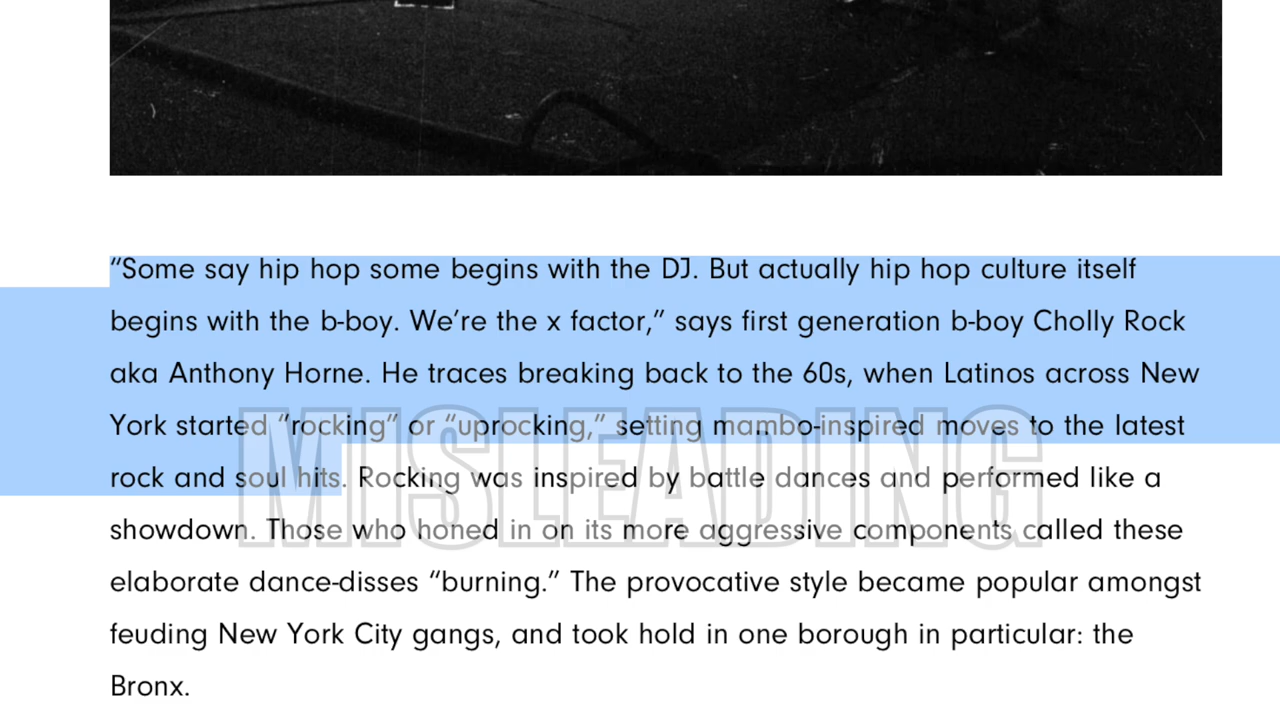 “Some say hip hop some begins with the DJ. But actually hip hop culture itself
begins with the b-boy. We’re the x factor,” says first generation b-boy Cholly Rock
aka Anthony Horne. He traces breaking back to the 60s, when Latinos across New
York started “rocking” or “uprocking,” setting mambo-inspired moves to the latest
rock and soul hits. Rocking was inspired by battle dances and performed like a
MISLEADING
showdown. Those who honed in on its more aggressive components called these
elaborate dance-disses “burning.” The provocative style became popular amongst
feuding New York City gangs, and took hold in one borough in particular: the
Bronx.